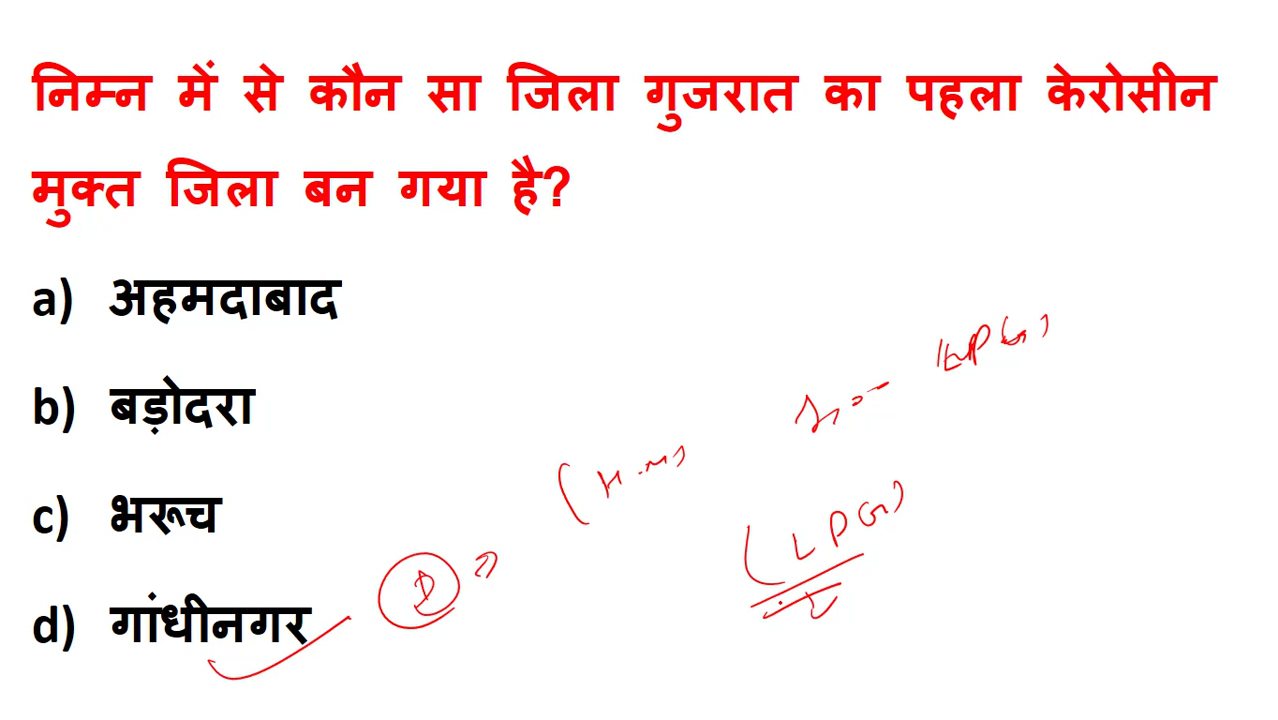 निम्न में से कौन सा जिला गुजरात का पहला केरोसीन
मुक्त जिला बन गया है?
a) अहमदाबाद
b) बड़ोदरा
c) भरूच
d) गांधीनगर
D
(LPG)